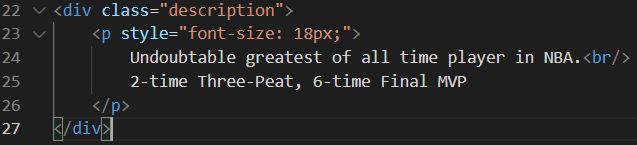 22 <div class="description">
23 <p style="font-size: 18px;">
24 Undoubtable greatest of all time player in NBA.<br/>
25 2-time Three-Peat, 6-time Final MVP
26 </p>
27 </div>